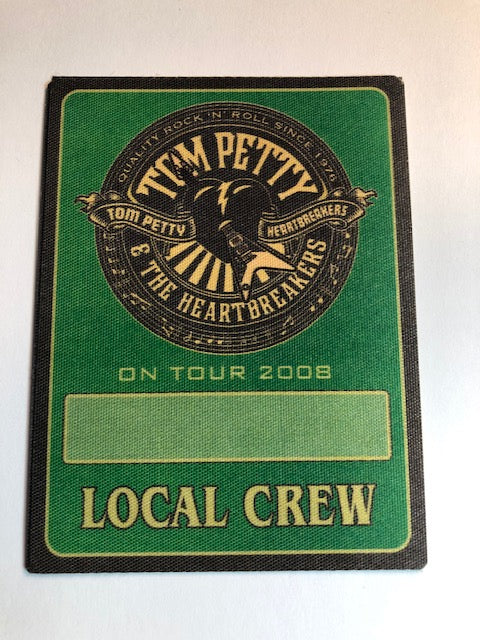 QUALITY ROCK 'N' ROLL SINCE 1976
TOM PETTY
TOM PETTY HEARTBREAKERS
& THE HEARTBREAKERS
ON TOUR 2008
LOCAL CREW